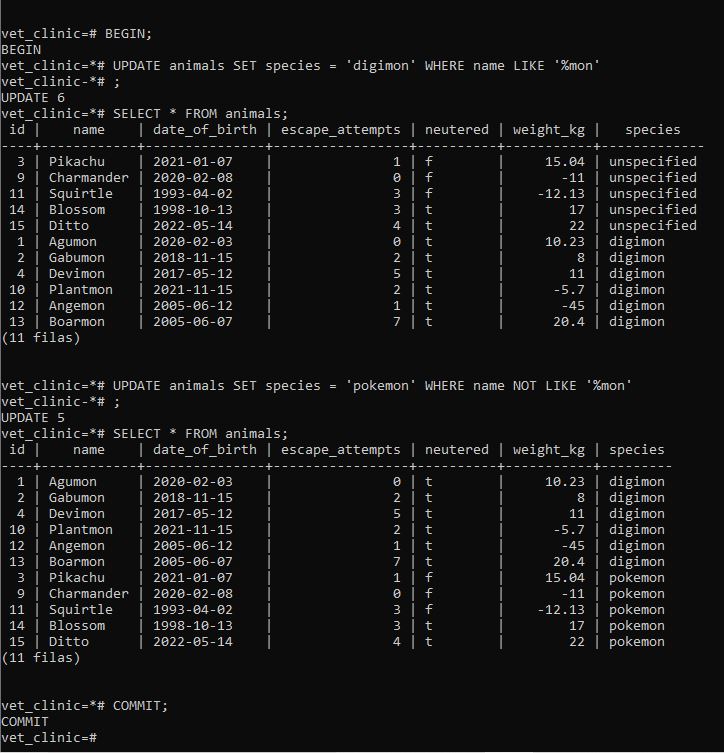 vet_clinic=# BEGIN;
BEGIN
vet_clinic=*# UPDATE animals SET species = 'digimon' WHERE name LIKE '%mon'
vet_clinic-*# ;
UPDATE 6
vet_clinic=*# SELECT * FROM animals;
 id |    name    | date_of_birth | escape_attempts | neutered | weight_kg |   species
----+------------+---------------+-----------------+----------+-----------+-------------
  3 | Pikachu    | 2021-01-07    |               1 | f        |     15.04 | unspecified
  9 | Charmander | 2020-02-08    |               0 | f        |       -11 | unspecified
 11 | Squirtle   | 1993-04-02    |               3 | f        |    -12.13 | unspecified
 14 | Blossom    | 1998-10-13    |               3 | t        |        17 | unspecified
 15 | Ditto      | 2022-05-14    |               4 | t        |        22 | unspecified
  1 | Agumon     | 2020-02-03    |               0 | t        |     10.23 | digimon
  2 | Gabumon    | 2018-11-15    |               2 | t        |         8 | digimon
  4 | Devimon    | 2017-05-12    |               5 | t        |        11 | digimon
 10 | Plantmon   | 2021-11-15    |               2 | t        |      -5.7 | digimon
 12 | Angemon    | 2005-06-12    |               1 | t        |       -45 | digimon
 13 | Boarmon    | 2005-06-07    |               7 | t        |      20.4 | digimon
(11 filas)
vet_clinic=*# UPDATE animals SET species = 'pokemon' WHERE name NOT LIKE '%mon'
vet_clinic-*# ;
UPDATE 5
vet_clinic=*# SELECT * FROM animals;
 id |    name    | date_of_birth | escape_attempts | neutered | weight_kg | species
----+------------+---------------+-----------------+----------+-----------+---------
  1 | Agumon     | 2020-02-03    |               0 | t        |     10.23 | digimon
  2 | Gabumon    | 2018-11-15    |               2 | t        |         8 | digimon
  4 | Devimon    | 2017-05-12    |               5 | t        |        11 | digimon
 10 | Plantmon   | 2021-11-15    |               2 | t        |      -5.7 | digimon
 12 | Angemon    | 2005-06-12    |               1 | t        |       -45 | digimon
 13 | Boarmon    | 2005-06-07    |               7 | t        |      20.4 | digimon
  3 | Pikachu    | 2021-01-07    |               1 | f        |     15.04 | pokemon
  9 | Charmander | 2020-02-08    |               0 | f        |       -11 | pokemon
 11 | Squirtle   | 1993-04-02    |               3 | f        |    -12.13 | pokemon
 14 | Blossom    | 1998-10-13    |               3 | t        |        17 | pokemon
 15 | Ditto      | 2022-05-14    |               4 | t        |        22 | pokemon
(11 filas)
vet_clinic=*# COMMIT;
COMMIT
vet_clinic=#